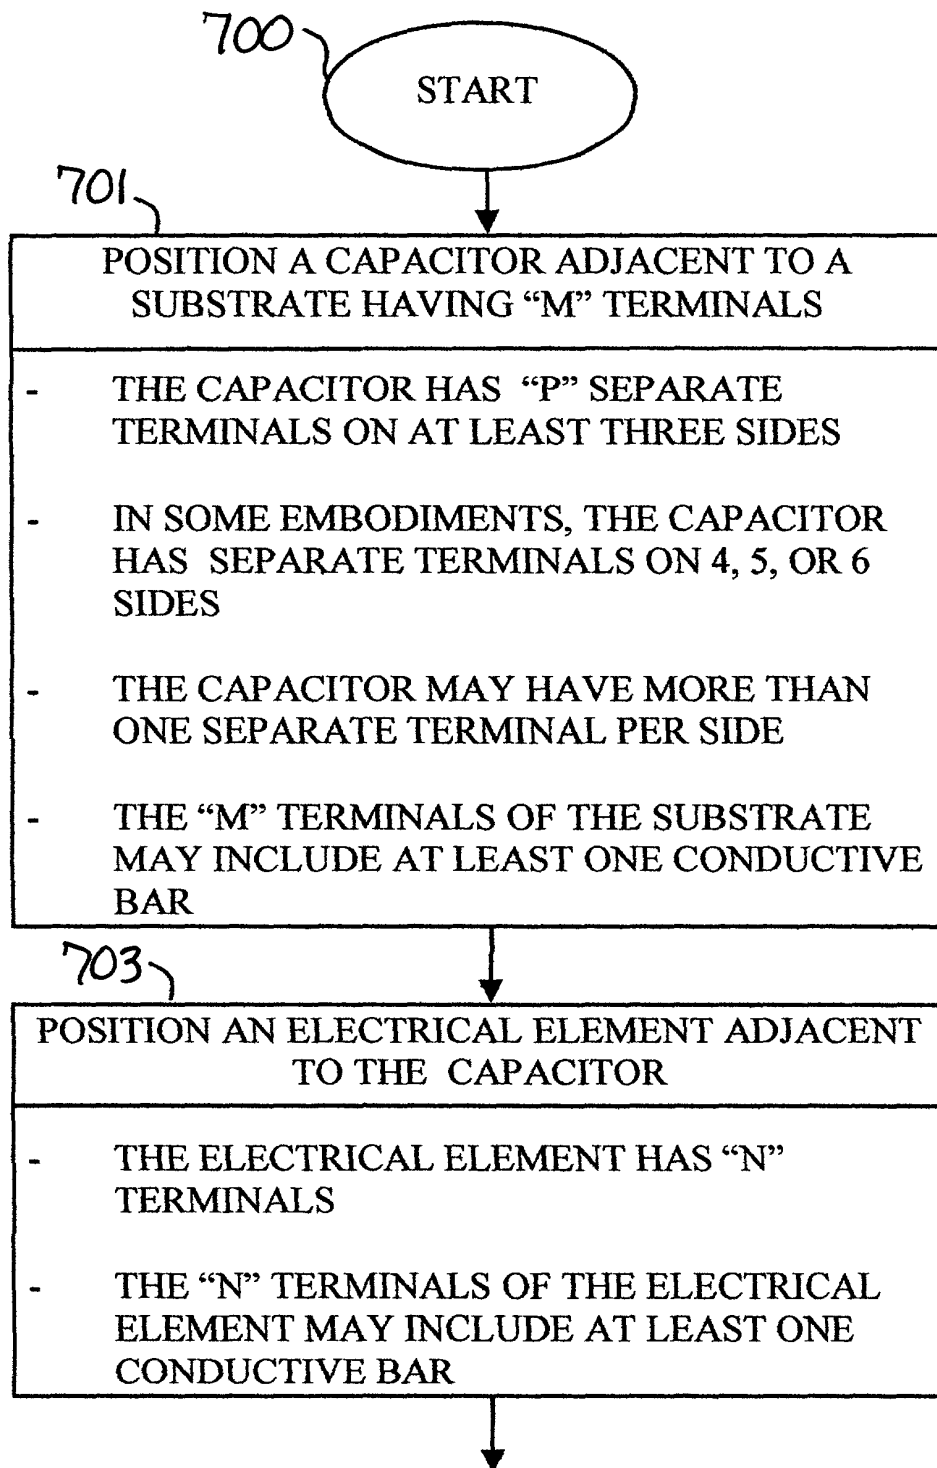 700
START
701
POSITION A CAPACITOR ADJACENT TO A
SUBSTRATE HAVING “M” TERMINALS
- THE CAPACITOR HAS “P” SEPARATE
TERMINALS ON AT LEAST THREE SIDES
- IN SOME EMBODIMENTS, THE CAPACITOR
HAS SEPARATE TERMINALS ON 4, 5, OR 6
SIDES
- THE CAPACITOR MAY HAVE MORE THAN
ONE SEPARATE TERMINAL PER SIDE
- THE “M” TERMINALS OF THE SUBSTRATE
MAY INCLUDE AT LEAST ONE CONDUCTIVE
BAR
703
POSITION AN ELECTRICAL ELEMENT ADJACENT
TO THE CAPACITOR
- THE ELECTRICAL ELEMENT HAS “N”
TERMINALS
- THE “N” TERMINALS OF THE ELECTRICAL
ELEMENT MAY INCLUDE AT LEAST ONE
CONDUCTIVE BAR